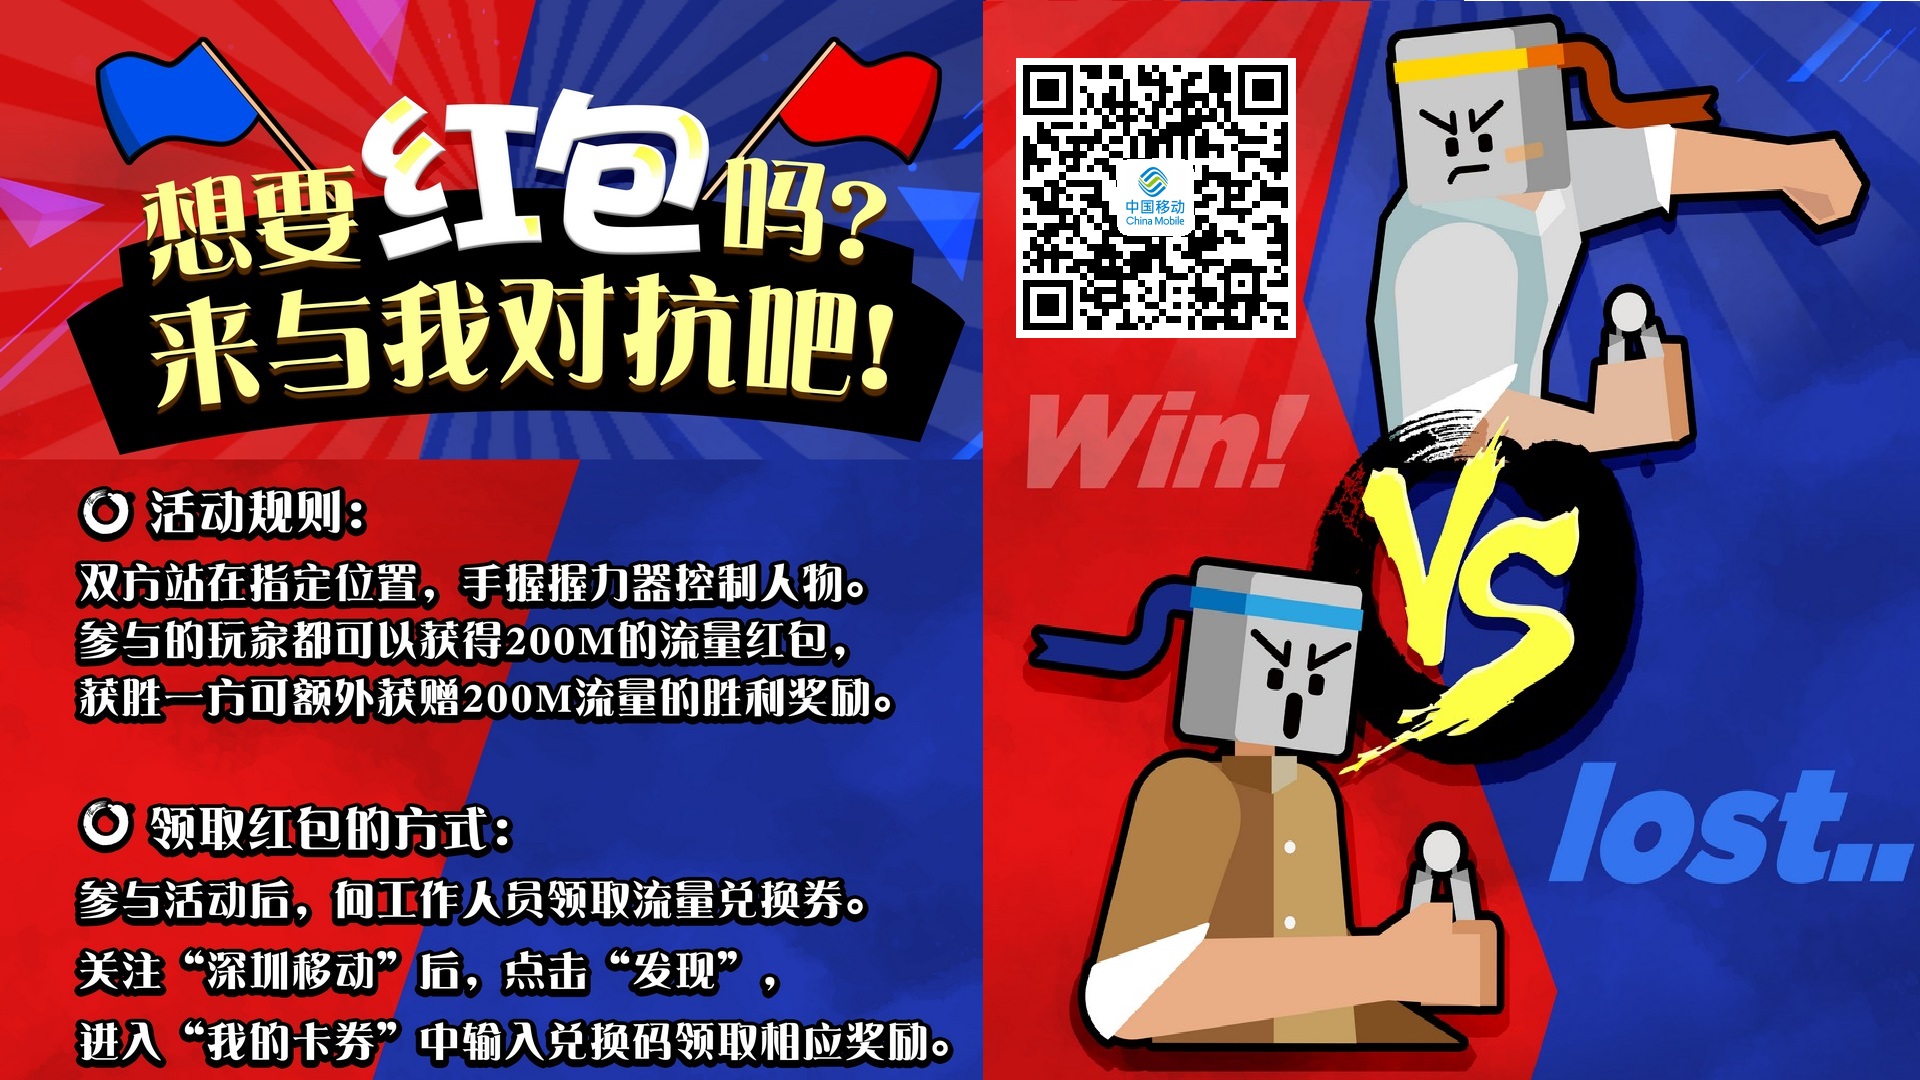 想要红包吗?
来与我对抗吧!
活动规则:
双方站在指定位置，手握握力器控制人物。
参与的玩家都可以获得200M的流量红包，
获胜一方可额外获赠200M流量的胜利奖励。
领取红包的方式:
参与活动后，向工作人员领取流量兑换券。
关注“深圳移动”后，点击“发现”，
进入“我的卡券”中输入兑换码领取相应奖励。
中国移动
China Mobile
Win!
VS
lost..